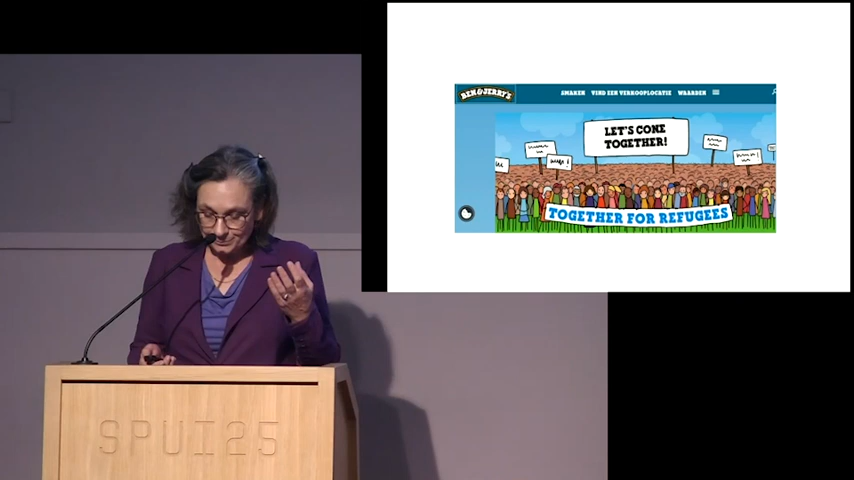 BEN & JERRY'S
SMAKEN VIND EEN VERKOOPLOCATIE WAARDEN
LET'S CONE
TOGETHER!
TOGETHER FOR REFUGEES
SPUI25